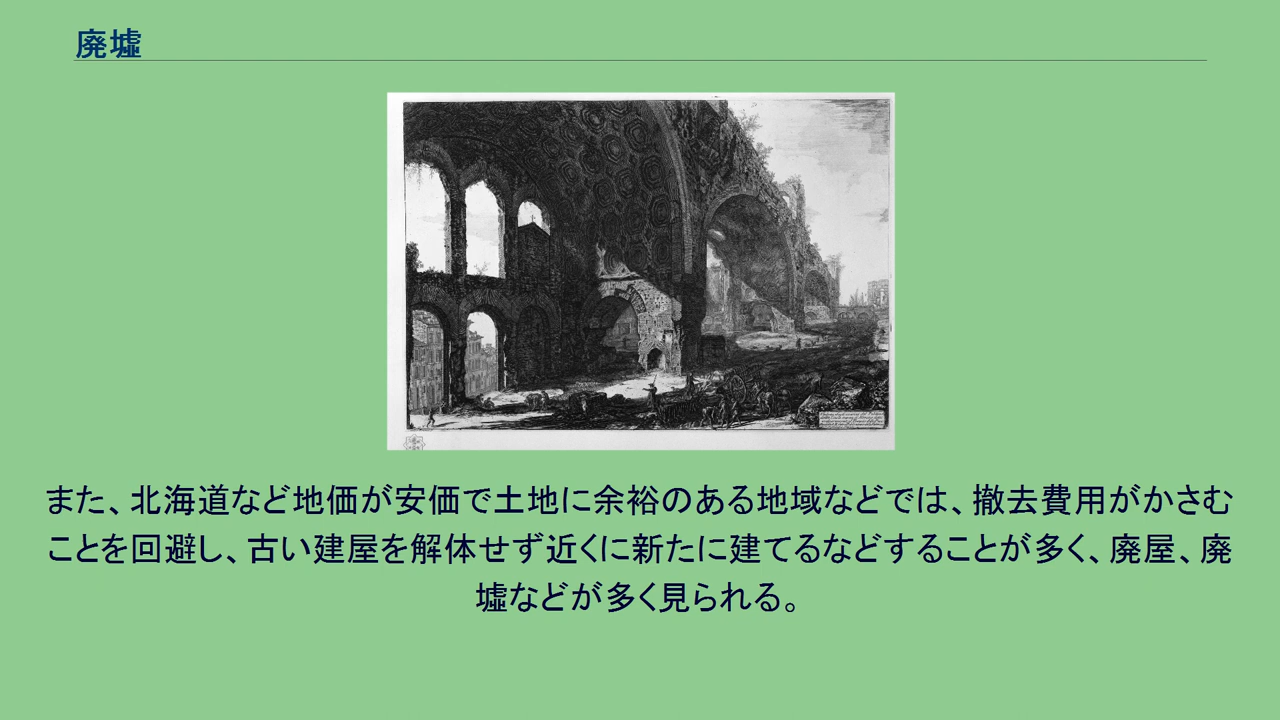 廃墟
また、北海道など地価が安価で土地に余裕のある地域などでは、撤去費用がかさむ
ことを回避し、古い建屋を解体せず近くに新たに建てるなどすることが多く、廃屋、廃
墟などが多く見られる。